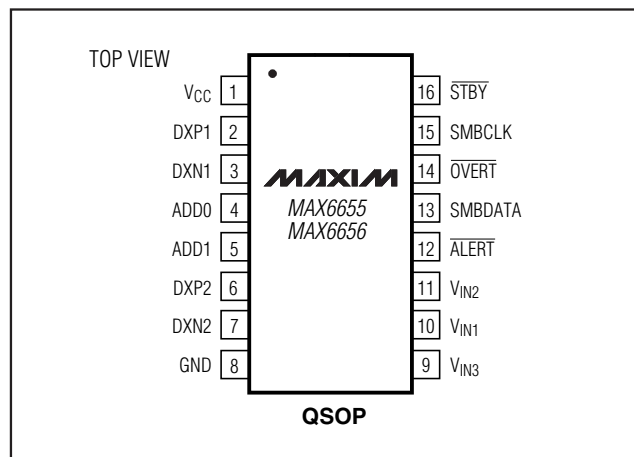 TOP VIEW
VCC 1
DXP1 2
DXN1 3
ADD0 4
ADD1 5
DXP2 6
DXN2 7
GND 8
MAXIM
MAX6655
MAX6656
16 STBY
15 SMBCLK
14 OVERT
13 SMBDATA
12 ALERT
11 VIN2
10 VIN1
9 VIN3
QSOP